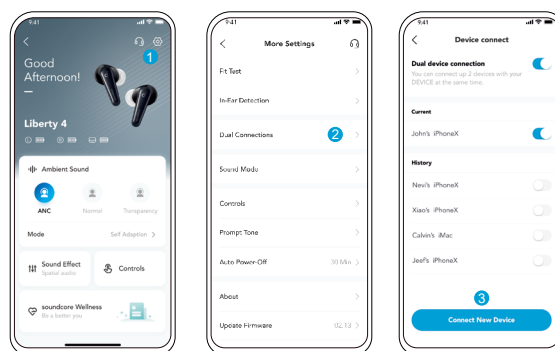 9:41
1
Good
Afternoon!
Liberty 4
Ambient Sound
ANC
Normal
Transparency
Mode
Self Adaption
Sound Effect
Spatial audio
Controls
soundcore Wellness
Be a better you
9:41
More Settings
Fit Test
In-Ear Detection
Dual Connections
2
Sound Mode
Controls
Prompt Tone
Auto Power-Off
30 Min
About
Update Firmware
02.13
9:41
Device connect
Dual device connection
You can connect up 2 devices with your
DEVICE at the same time.
Current
John's iPhoneX
History
Nevi's iPhoneX
Xiao's iPhoneX
Calvin's iMac
Jeef's iPhoneX
3
Connect New Device